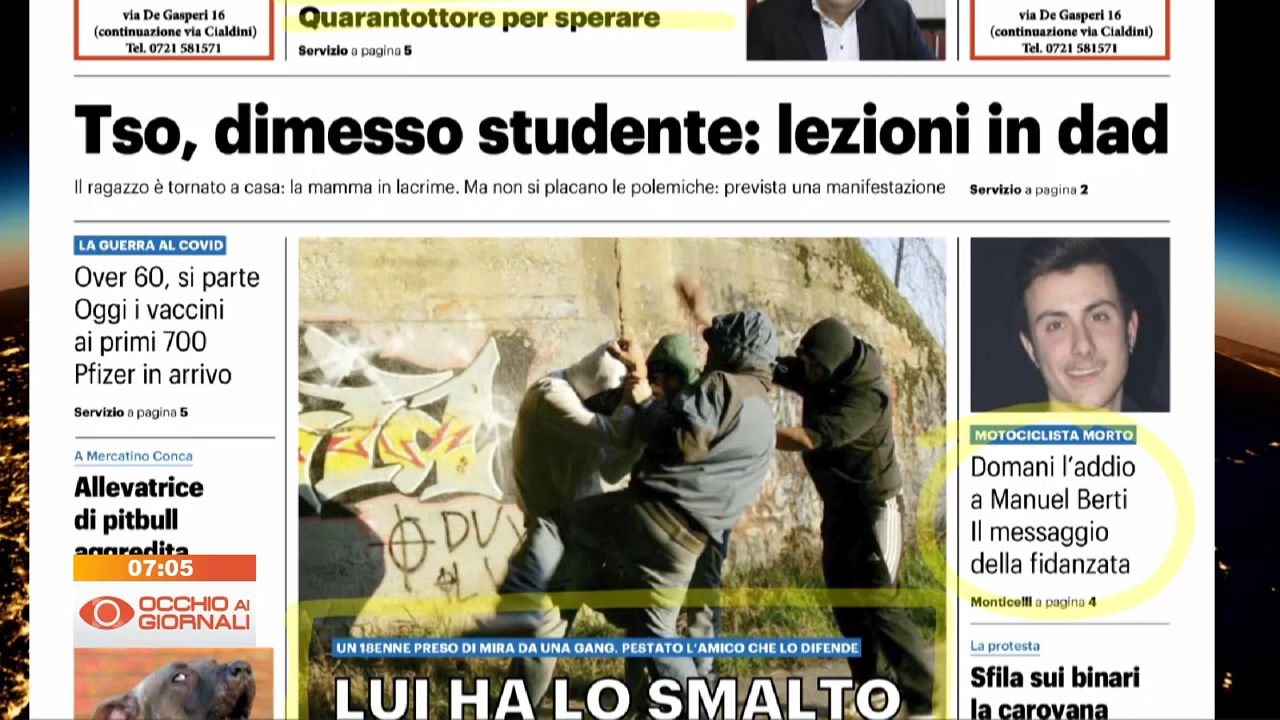 via De Gasperi 16
(continuazione via Cialdini)
Tel. 0721 581571
Quarantottore per sperare
Servizio a pagina 5
via De Gasperi 16
(continuazione via Cialdini)
Tel. 0721 581571
Tso, dimesso studente: lezioni in dad
Il ragazzo è tornato a casa: la mamma in lacrime. Ma non si placano le polemiche: prevista una manifestazione
Servizio a pagina 2
LA GUERRA AL COVID
Over 60, si parte
Oggi i vaccini
ai primi 700
Pfizer in arrivo
Servizio a pagina 5
A Mercatino Conca
Allevatrice
di pitbull
aggredita
07:05
OCCHIO AI
GIORNALI
ADU
UN 18ENNE PRESO DI MIRA DA UNA GANG. PESTATO L'AMICO CHE LO DIFENDE
LUI HA LO SMALTO
MOTOCICLISTA MORTO
Domani l'addio
a Manuel Berti
Il messaggio
della fidanzata
Monticelli a pagina 4
La protesta
Sfila sui binari
la carovana